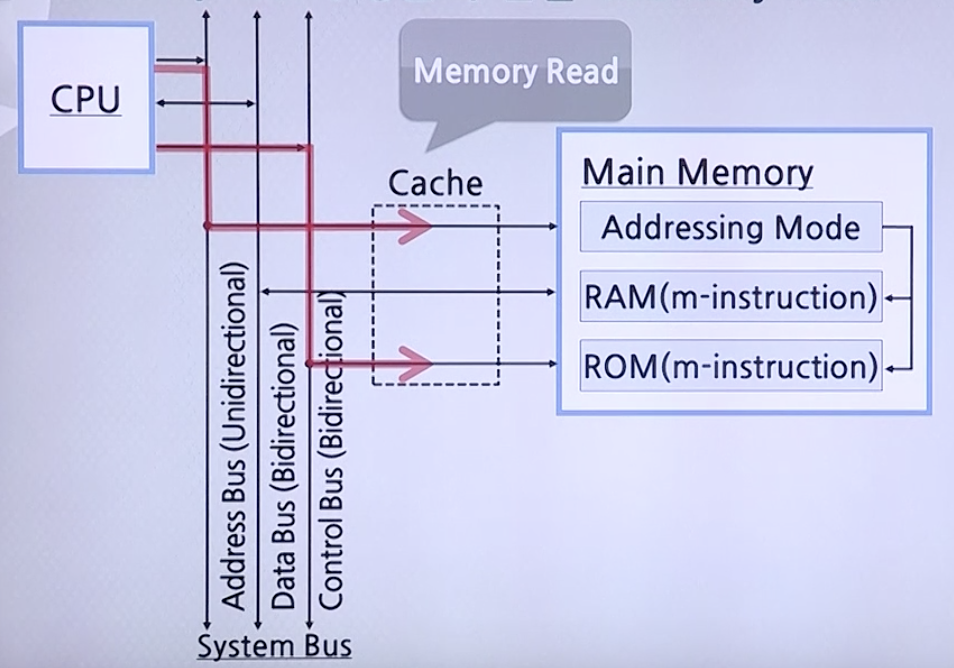 CPU
Memory Read
Cache
Main Memory
Addressing Mode
RAM(m-instruction)
ROM(m-instruction)
Address Bus (Unidirectional)
Data Bus (Bidirectional)
Control Bus (Bidirectional)
System Bus